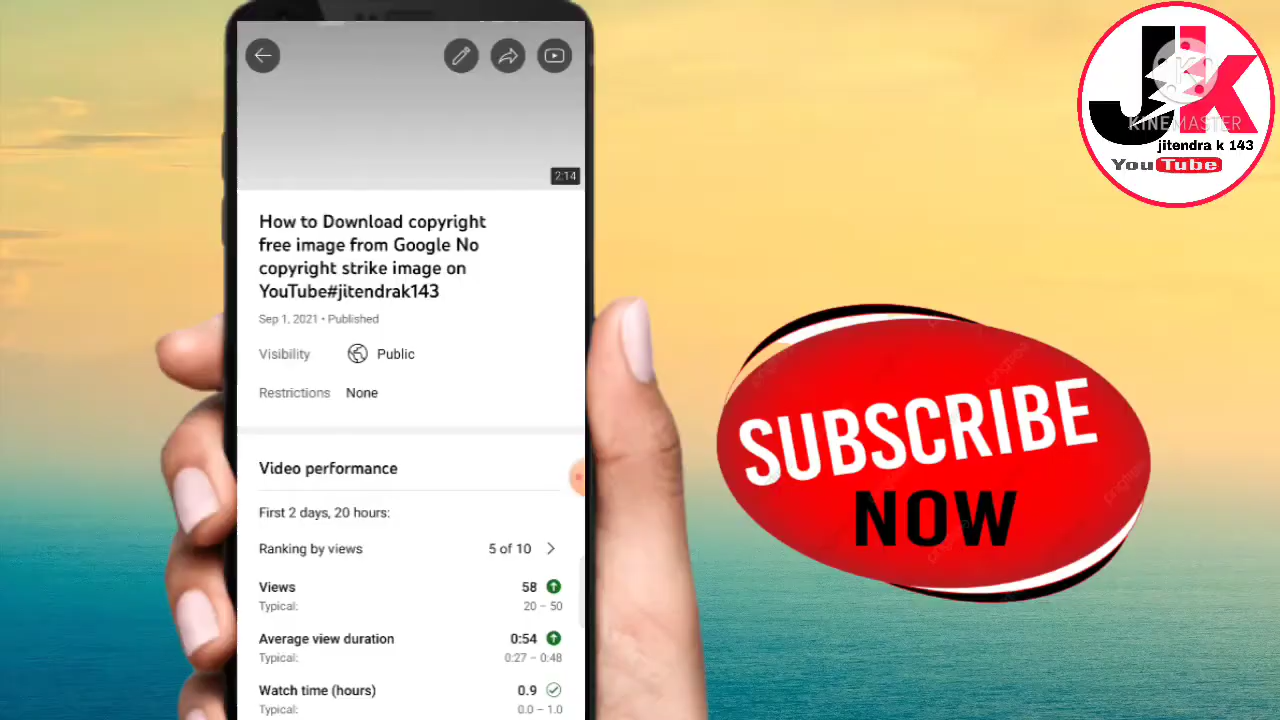 2:14
How to Download copyright
free image from Google No
copyright strike image on
YouTube#jitendrak143
Sep 1, 2021 • Published
Visibility Public
Restrictions None
Video performance
First 2 days, 20 hours:
Ranking by views 5 of 10
Views 58
Typical: 20 – 50
Average view duration 0:54
Typical: 0:27 – 0:48
Watch time (hours) 0.9
Typical: 0.0 – 1.0
JK
KINEMASTER
jitendra k 143
YouTube
SUBSCRIBE
NOW